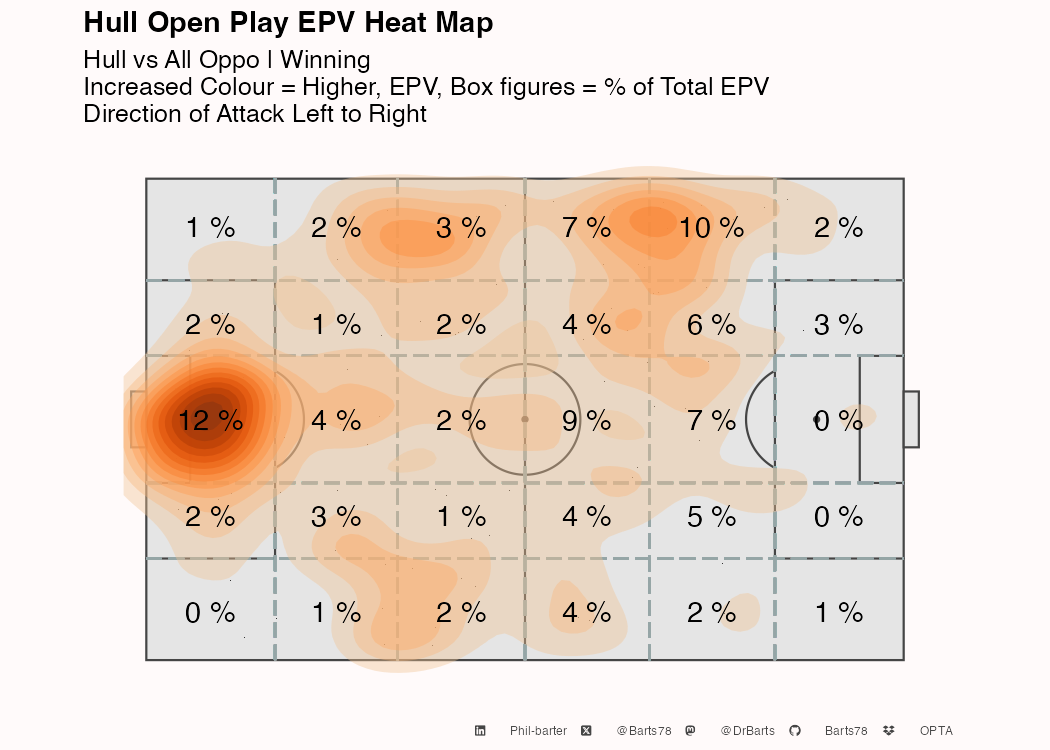 Hull Open Play EPV Heat Map
Hull vs All Oppo | Winning
Increased Colour = Higher, EPV, Box figures = % of Total EPV
Direction of Attack Left to Right
1 % 2 % 3 % 7 % 10 % 2 %
2 % 1 % 2 % 4 % 6 % 3 %
12 % 4 % 2 % 9 % 7 % 0 %
2 % 3 % 1 % 4 % 5 % 0 %
0 % 1 % 2 % 4 % 2 % 1 %
Phil-barter @Barts78 @DrBarts Barts78 OPTA